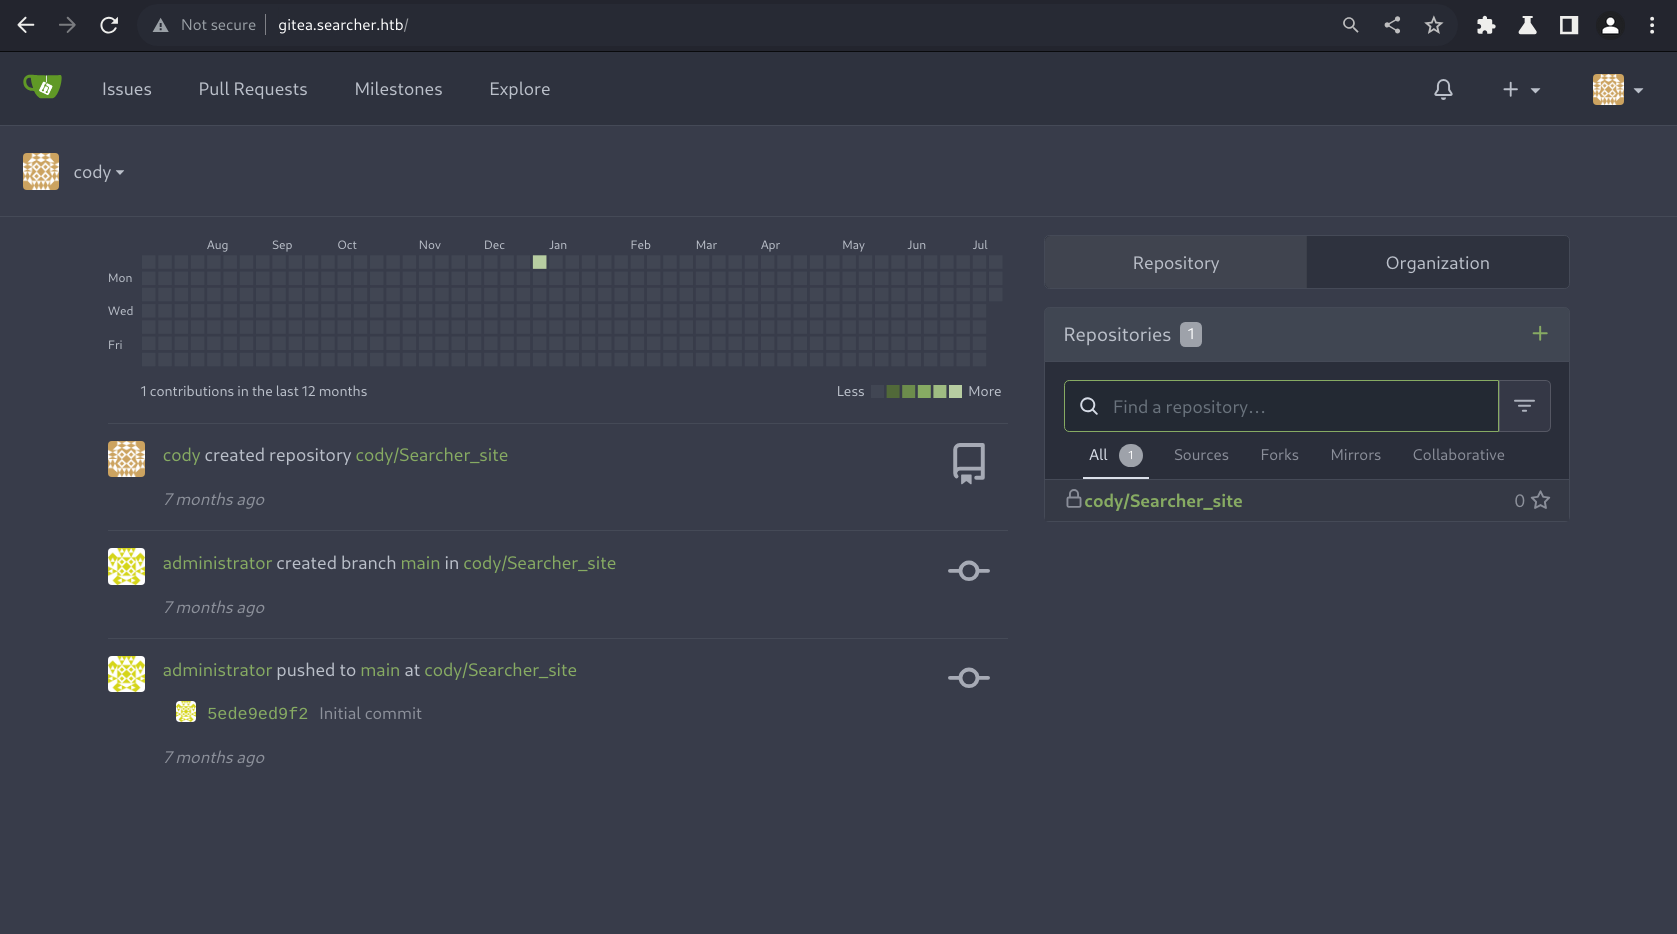 Not secure gitea.searcher.htb/
Issues Pull Requests Milestones Explore
cody
Aug Sep Oct Nov Dec Jan Feb Mar Apr May Jun Jul
Mon
Wed
Fri
1 contributions in the last 12 months Less More
cody created repository cody/Searcher_site
7 months ago
administrator created branch main in cody/Searcher_site
7 months ago
administrator pushed to main at cody/Searcher_site
5ede9ed9f2 Initial commit
7 months ago
Repository Organization
Repositories 1
Find a repository...
All 1 Sources Forks Mirrors Collaborative
cody/Searcher_site 0